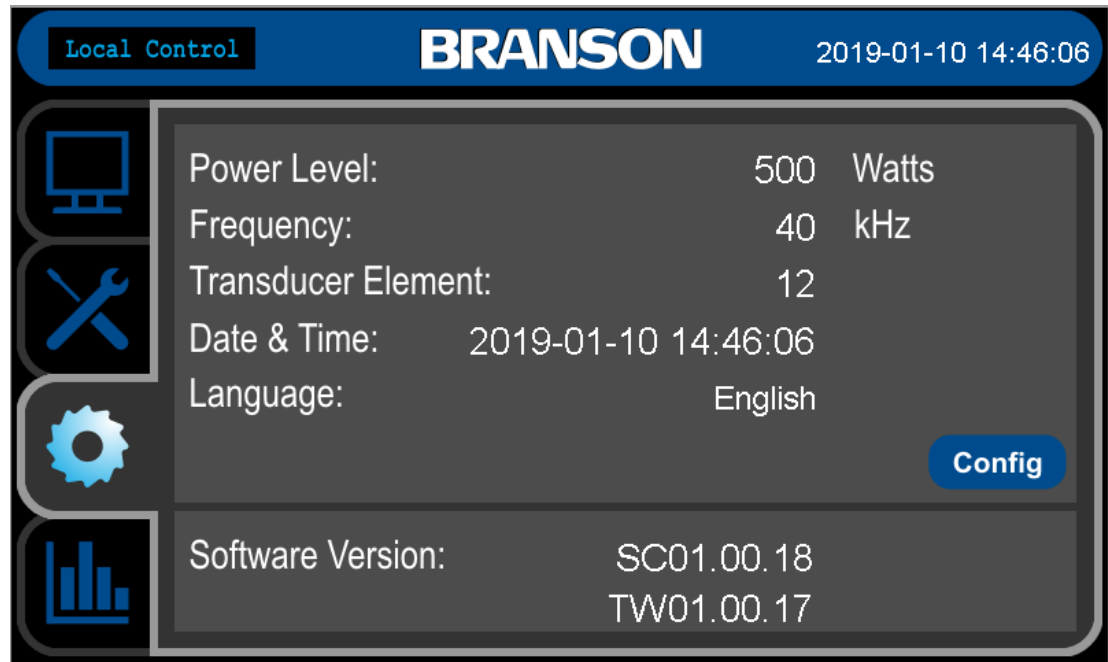 Local Control BRANSON 2019-01-10 14:46:06
Power Level: 500 Watts
Frequency: 40 kHz
Transducer Element: 12
Date & Time: 2019-01-10 14:46:06
Language: English
Config
Software Version: SC01.00.18
TW01.00.17